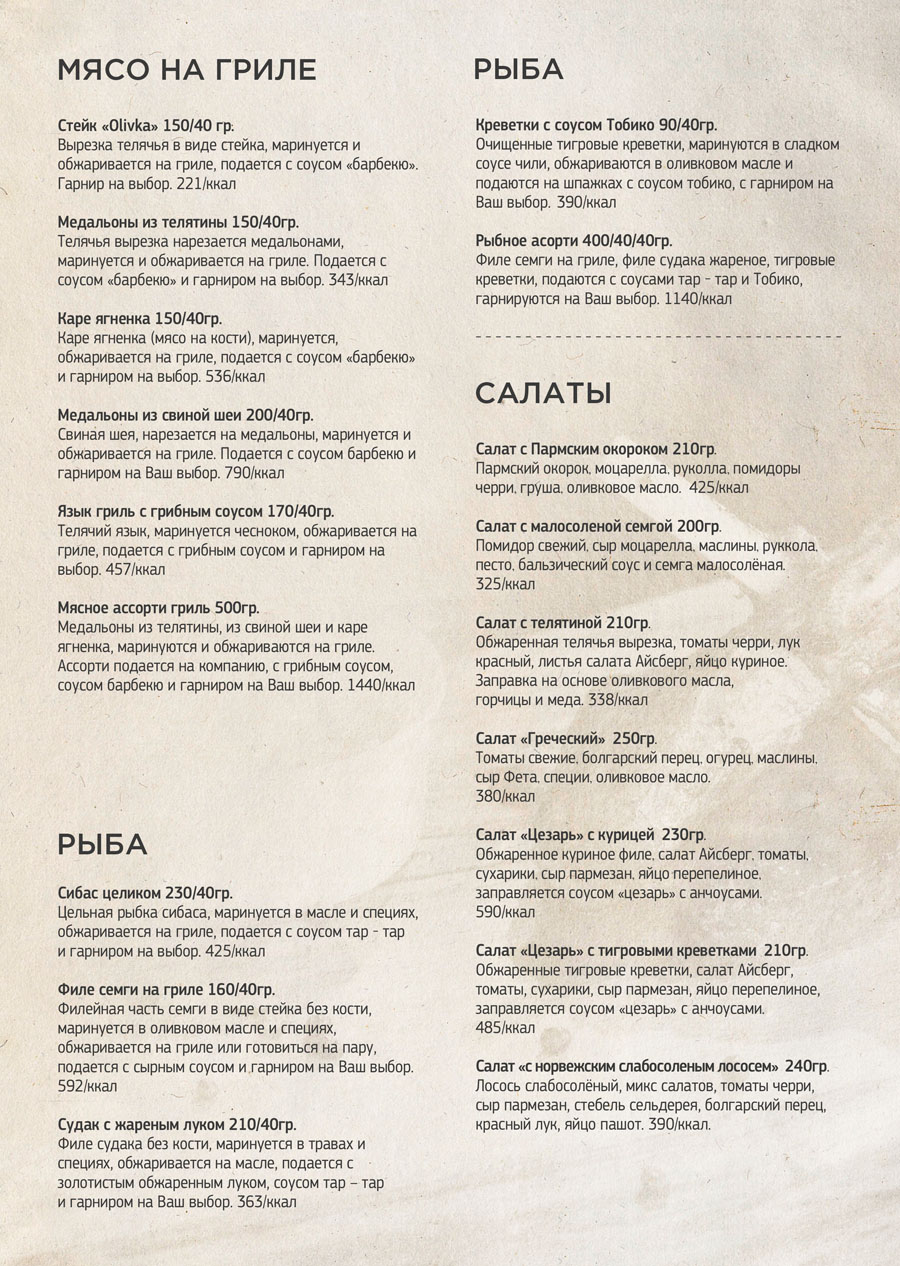 МЯСО НА ГРИЛЕ
Стейк «Olivka» 150/40 гр.
Вырезка телячья в виде стейка, маринуется и
обжаривается на гриле, подается с соусом «барбекю».
Гарнир на выбор. 221/ккал
Медальоны из телятины 150/40гр.
Телячья вырезка нарезается медальонами,
маринуется и обжаривается на гриле. Подается с
соусом «барбекю» и гарниром на выбор. 343/ккал
Каре ягненка 150/40гр.
Каре ягненка (мясо на кости), маринуется,
обжаривается на гриле, подается с соусом «барбекю»
и гарниром на выбор. 536/ккал
Медальоны из свиной шеи 200/40гр.
Свиная шея, нарезается на медальоны, маринуется и
обжаривается на гриле. Подается с соусом барбекю и
гарниром на Ваш выбор. 790/ккал
Язык гриль с грибным соусом 170/40гр.
Телячий язык, маринуется чесноком, обжаривается на
гриле, подается с грибным соусом и гарниром на
выбор. 457/ккал
Мясное ассорти гриль 500гр.
Медальоны из телятины, из свиной шеи и каре
ягненка, маринуются и обжариваются на гриле.
Ассорти подается на компанию, с грибным соусом,
соусом барбекю и гарниром на Ваш выбор. 1440/ккал
РЫБА
Сибас целиком 230/40гр.
Цельная рыбка сибаса, маринуется в масле и специях,
обжаривается на гриле, подается с соусом тар - тар
и гарниром на выбор. 425/ккал
Филе семги на гриле 160/40гр.
Филейная часть семги в виде стейка без кости,
маринуется в оливковом масле и специях,
обжаривается на гриле или готовиться на пару,
подается с сырным соусом и гарниром на Ваш выбор.
592/ккал
Судак с жареным луком 210/40гр.
Филе судака без кости, маринуется в травах и
специях, обжаривается на масле, подается с
золотистым обжаренным луком, соусом тар – тар
и гарниром на Ваш выбор. 363/ккал
РЫБА
Креветки с соусом Тобико 90/40гр.
Очищенные тигровые креветки, маринуются в сладком
соусе чили, обжариваются в оливковом масле и
подаются на шпажках с соусом тобико, с гарниром на
Ваш выбор. 390/ккал
Рыбное асорти 400/40/40гр.
Филе семги на гриле, филе судака жареное, тигровые
креветки, подаются с соусами тар - тар и Тобико,
гарнируются на Ваш выбор. 1140/ккал
САЛАТЫ
Салат с Пармским окороком 210гр.
Пармский окорок, моцарелла, руколла, помидоры
черри, груша, оливковое масло. 425/ккал
Салат с малосоленой семгой 200гр.
Помидор свежий, сыр моцарелла, маслины, руккола,
песто, бальзический соус и семга малосолёная.
325/ккал
Салат с телятиной 210гр.
Обжаренная телячья вырезка, томаты черри, лук
красный, листья салата Айсберг, яйцо куриное.
Заправка на основе оливкового масла,
горчицы и меда. 338/ккал
Салат «Греческий» 250гр.
Томаты свежие, болгарский перец, огурец, маслины,
сыр Фета, специи, оливковое масло.
380/ккал
Салат «Цезарь» с курицей 230гр.
Обжаренное куриное филе, салат Айсберг, томаты,
сухарики, сыр пармезан, яйцо перепелиное,
заправляется соусом «цезарь» с анчоусами.
590/ккал
Салат «Цезарь» с тигровыми креветками 210гр.
Обжаренные тигровые креветки, салат Айсберг,
томаты, сухарики, сыр пармезан, яйцо перепелиное,
заправляется соусом «цезарь» с анчоусами.
485/ккал
Салат «с норвежским слабосоленым лососем» 240гр.
Лосось слабосолёный, микс салатов, томаты черри,
сыр пармезан, стебель сельдерея, болгарский перец,
красный лук, яйцо пашот. 390/ккал.